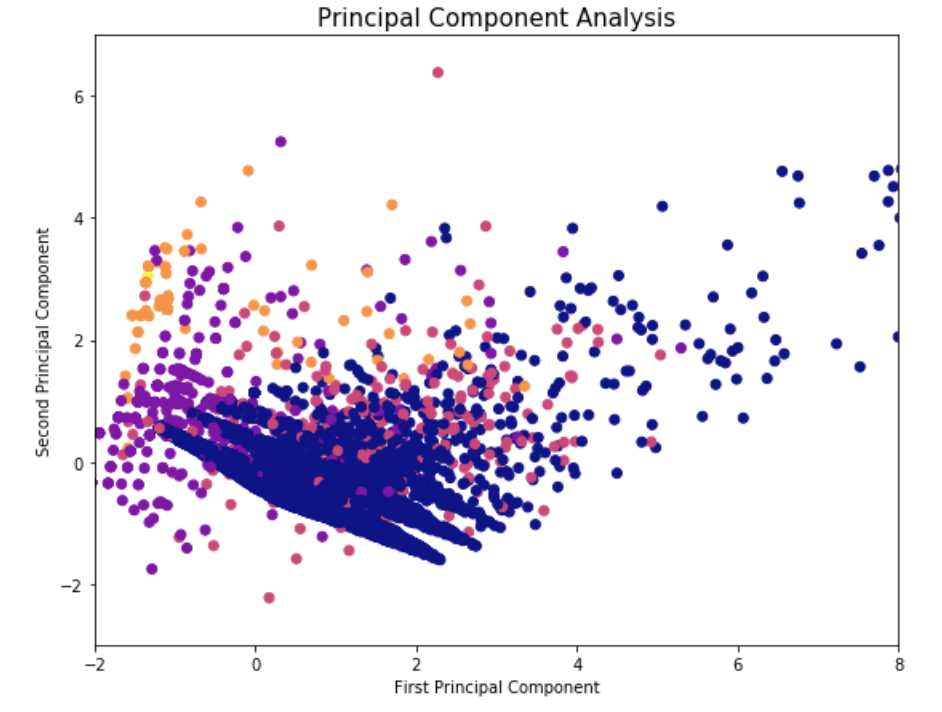 Principal Component Analysis
6
4
2
0
−2
Second Principal Component
−2 0 2 4 6 8
First Principal Component